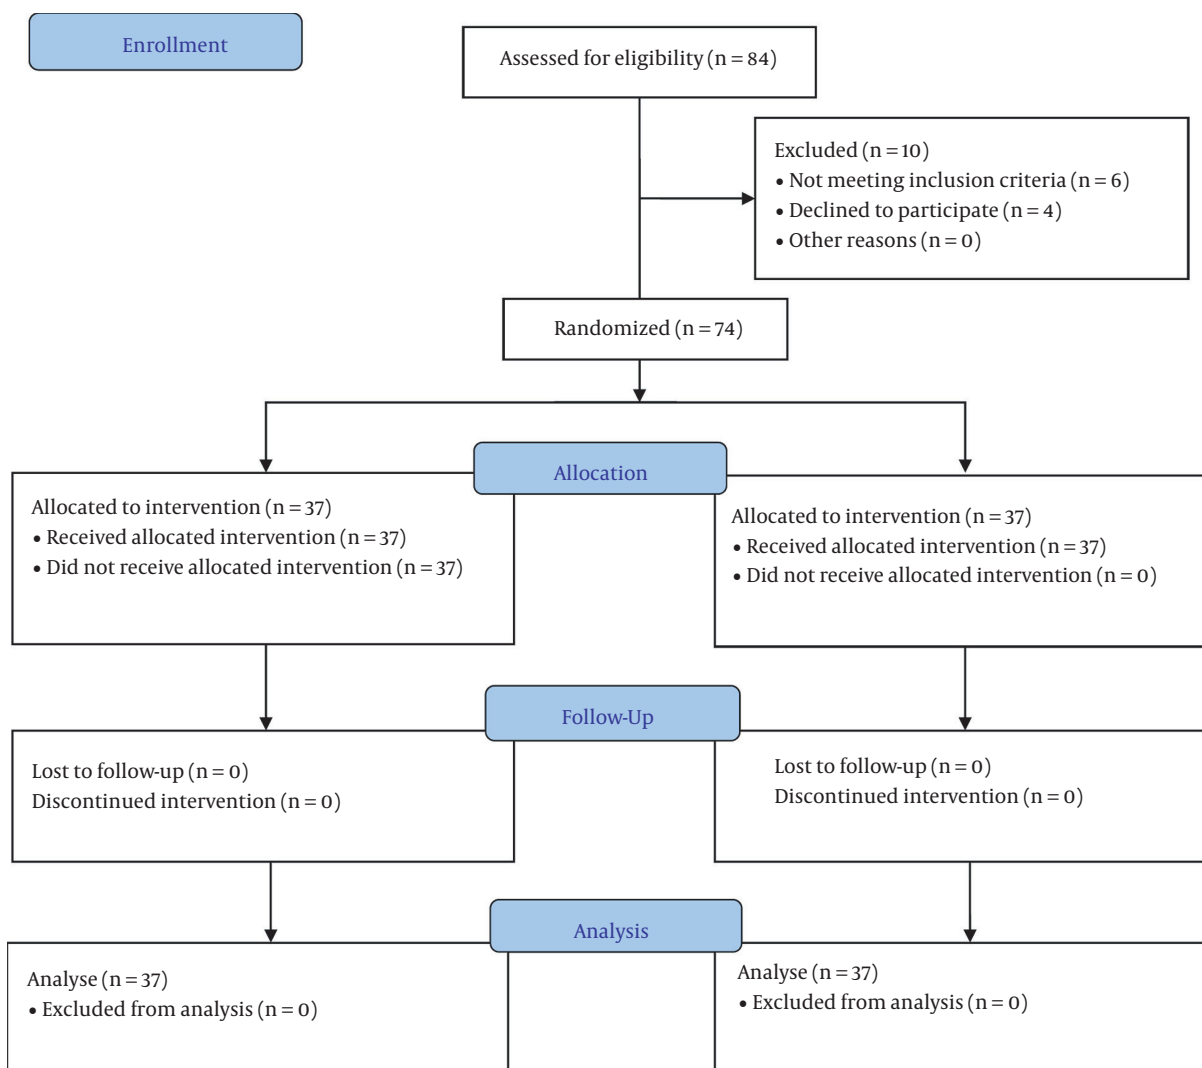 Enrollment
Assessed for eligibility (n = 84)
Excluded (n = 10)
• Not meeting inclusion criteria (n = 6)
• Declined to participate (n = 4)
• Other reasons (n = 0)
Randomized (n = 74)
Allocation
Allocated to intervention (n = 37)
• Received allocated intervention (n = 37)
• Did not receive allocated intervention (n = 37)
Allocated to intervention (n = 37)
• Received allocated intervention (n = 37)
• Did not receive allocated intervention (n = 0)
Follow-Up
Lost to follow-up (n = 0)
Discontinued intervention (n = 0)
Lost to follow-up (n = 0)
Discontinued intervention (n = 0)
Analysis
Analyse (n = 37)
• Excluded from analysis (n = 0)
Analyse (n = 37)
• Excluded from analysis (n = 0)